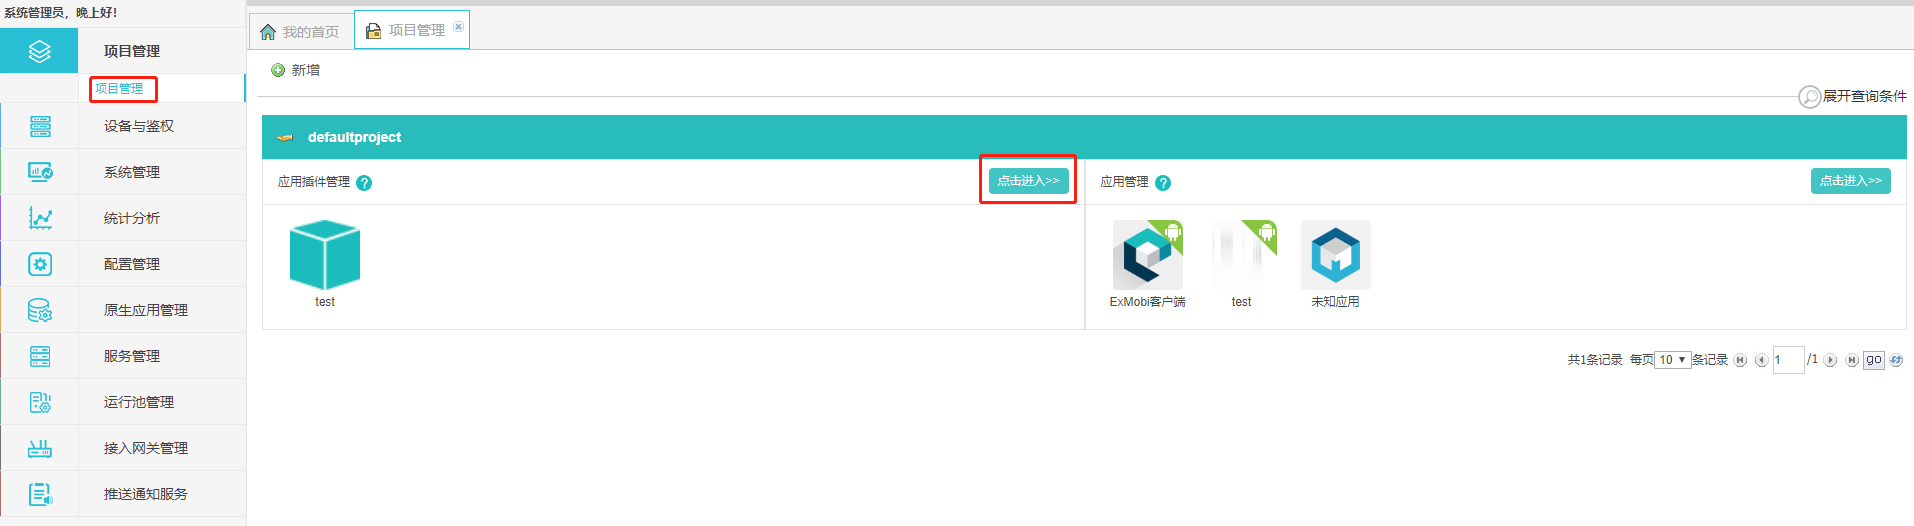 系统管理员，晚上好！
项目管理
项目管理
设备与鉴权
系统管理
统计分析
配置管理
原生应用管理
服务管理
运行池管理
接入网关管理
推送通知服务
我的首页
项目管理
新增
展开查询条件
defaultproject
应用插件管理 ?
点击进入>>
应用管理 ?
点击进入>>
test
ExMobi客户端
test
未知应用
共1条记录 每页 10 条记录 1 /1 go